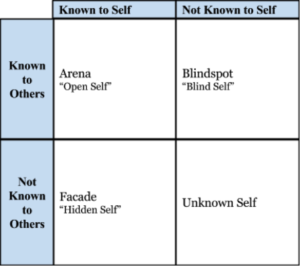 Known to Self
Not Known to Self
Known
to
Others
Arena
“Open Self”
Blindspot
“Blind Self”
Not
Known
to
Others
Facade
“Hidden Self”
Unknown Self